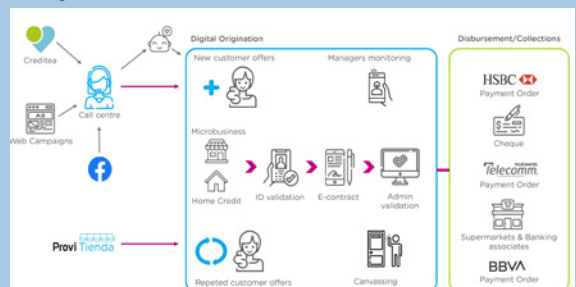 Creditea
Web Campaigns
Call centre
Provi Tienda
Digital Origination
New customer offers
Managers monitoring
Microbusiness
Home Credit
ID validation
E-contract
Admin
validation
Repeted customer offers
Canvassing
Disbursement/Collections
HSBC
Payment Order
Cheque
Telecomm.
Payment Order
Supermarkets & Banking
associates
BBVA
Payment Order